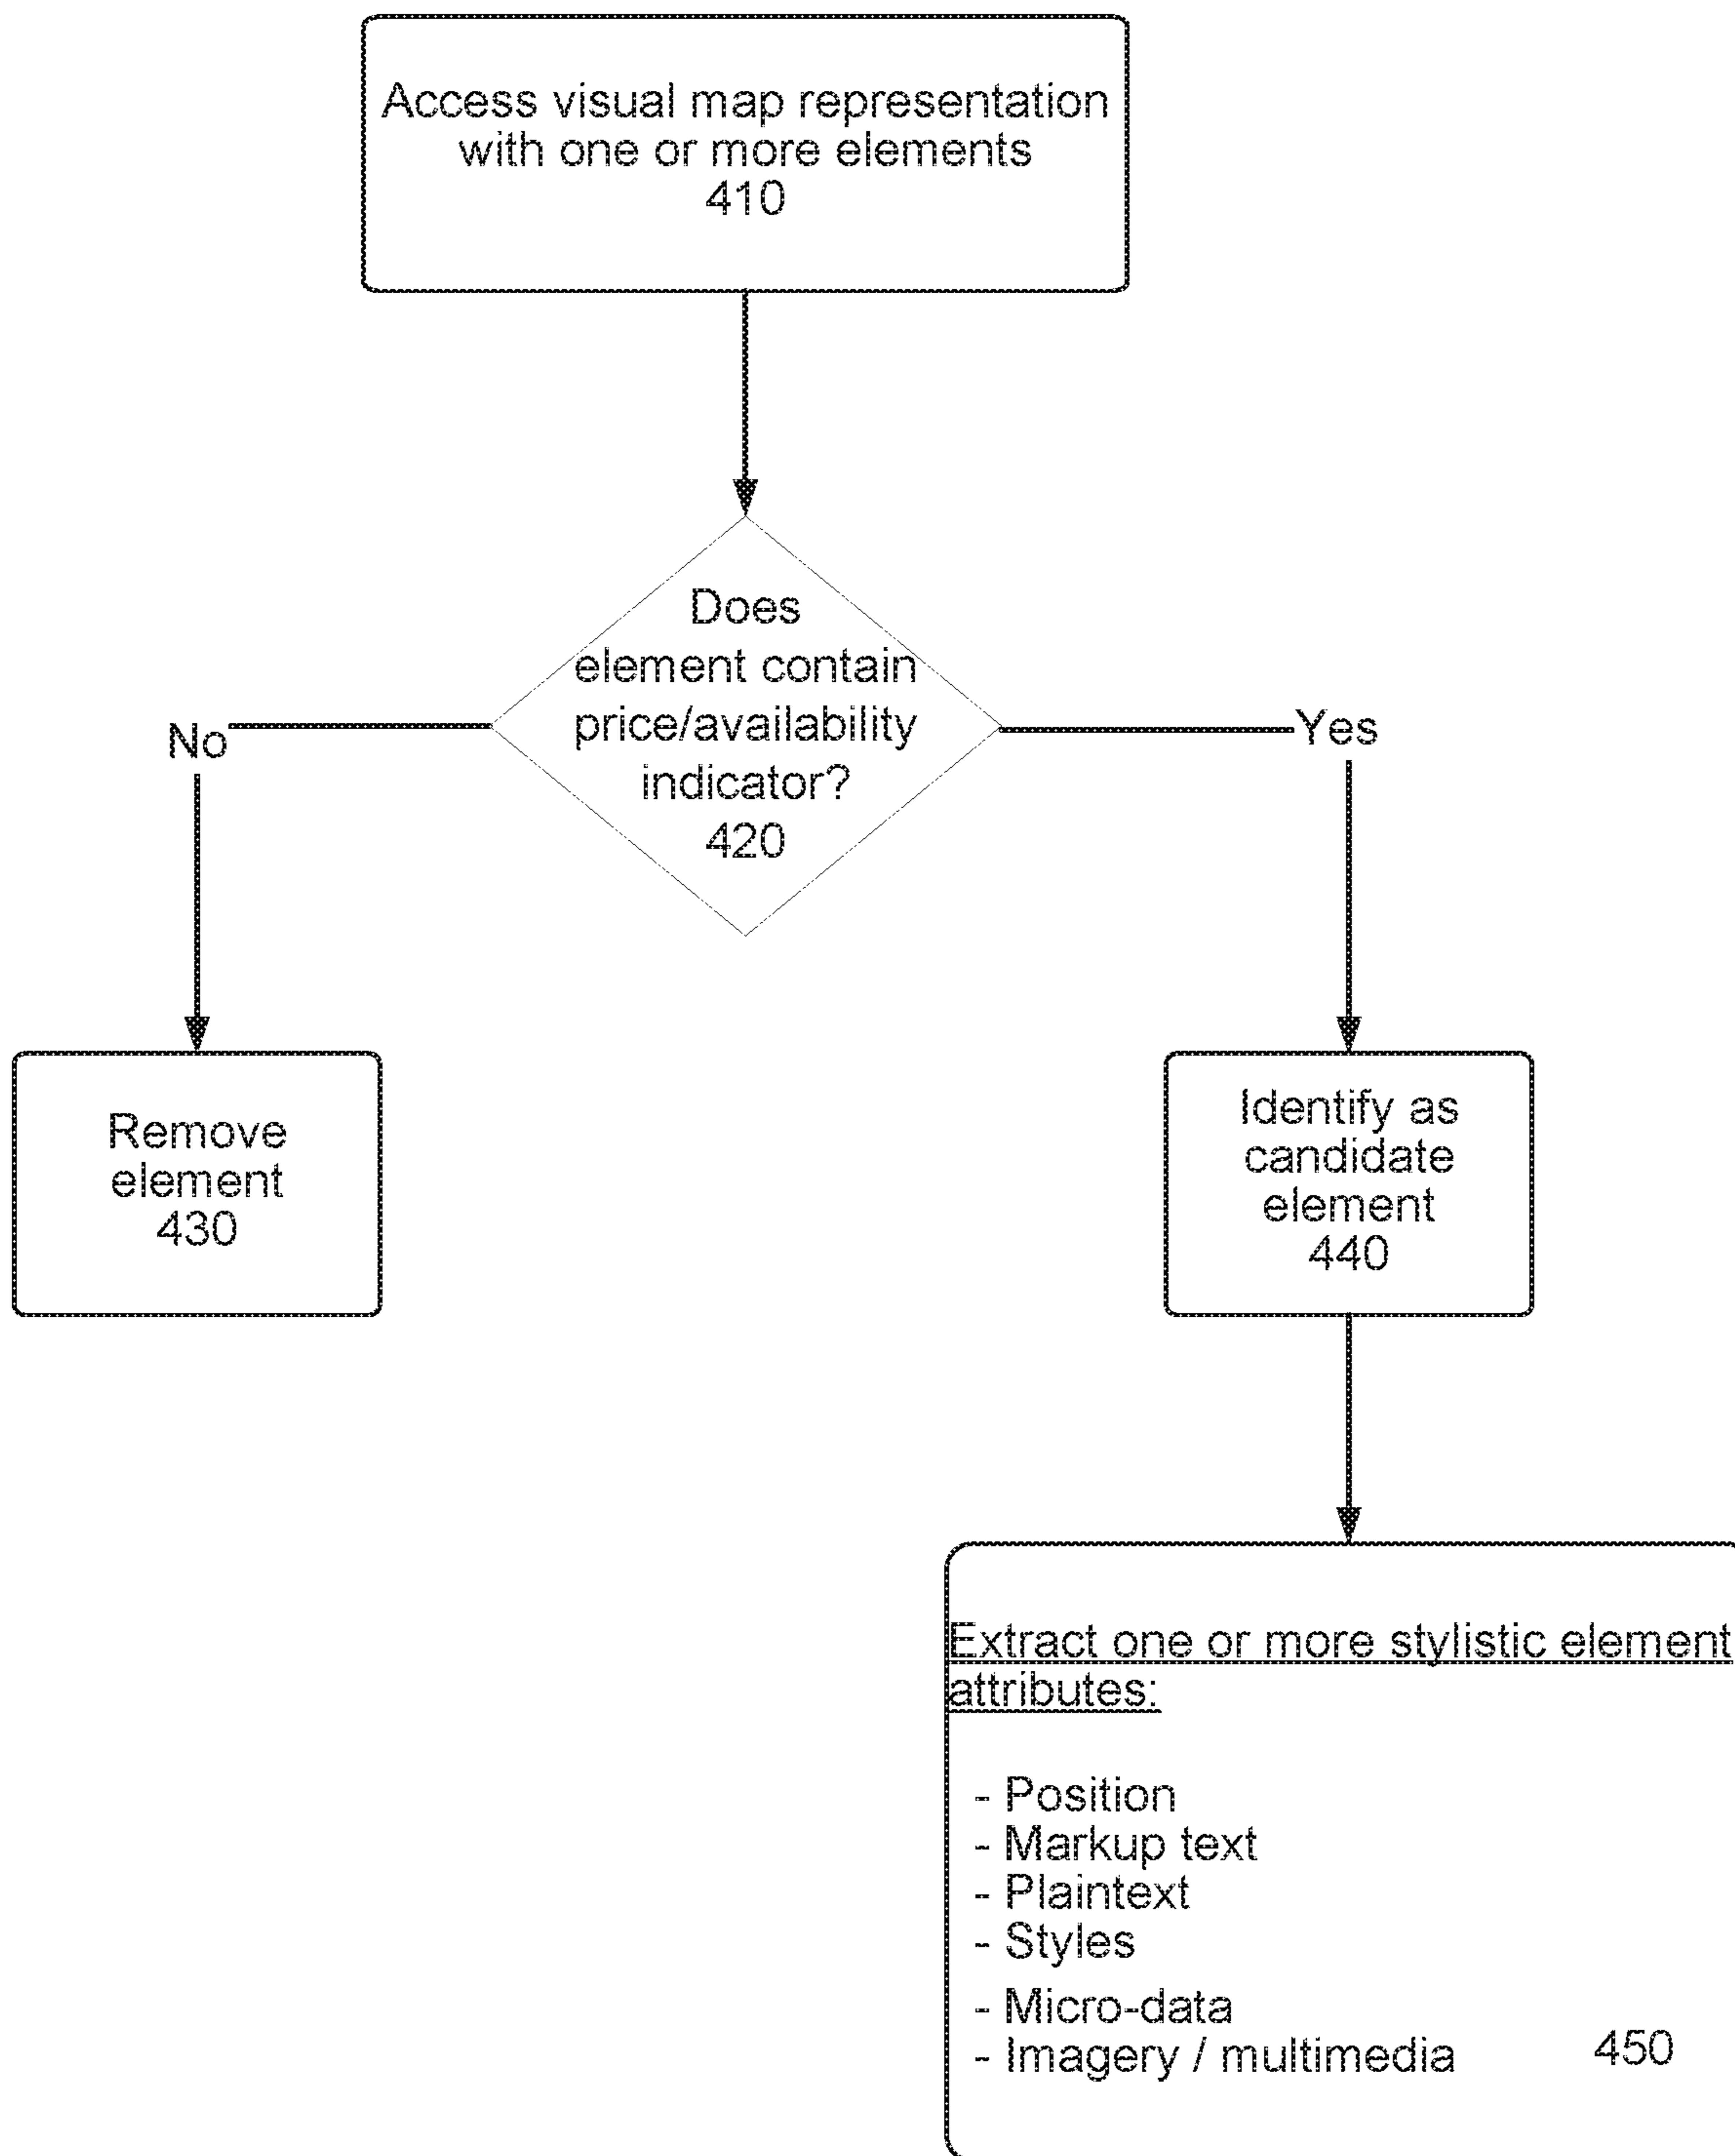 Access visual map representation
with one or more elements
410
Does
element contain
price/availability
indicator?
420
No
Yes
Remove
element
430
Identify as
candidate
element
440
Extract one or more stylistic element
attributes:
- Position
- Markup text
- Plaintext
- Styles
- Micro-data
- Imagery / multimedia 450